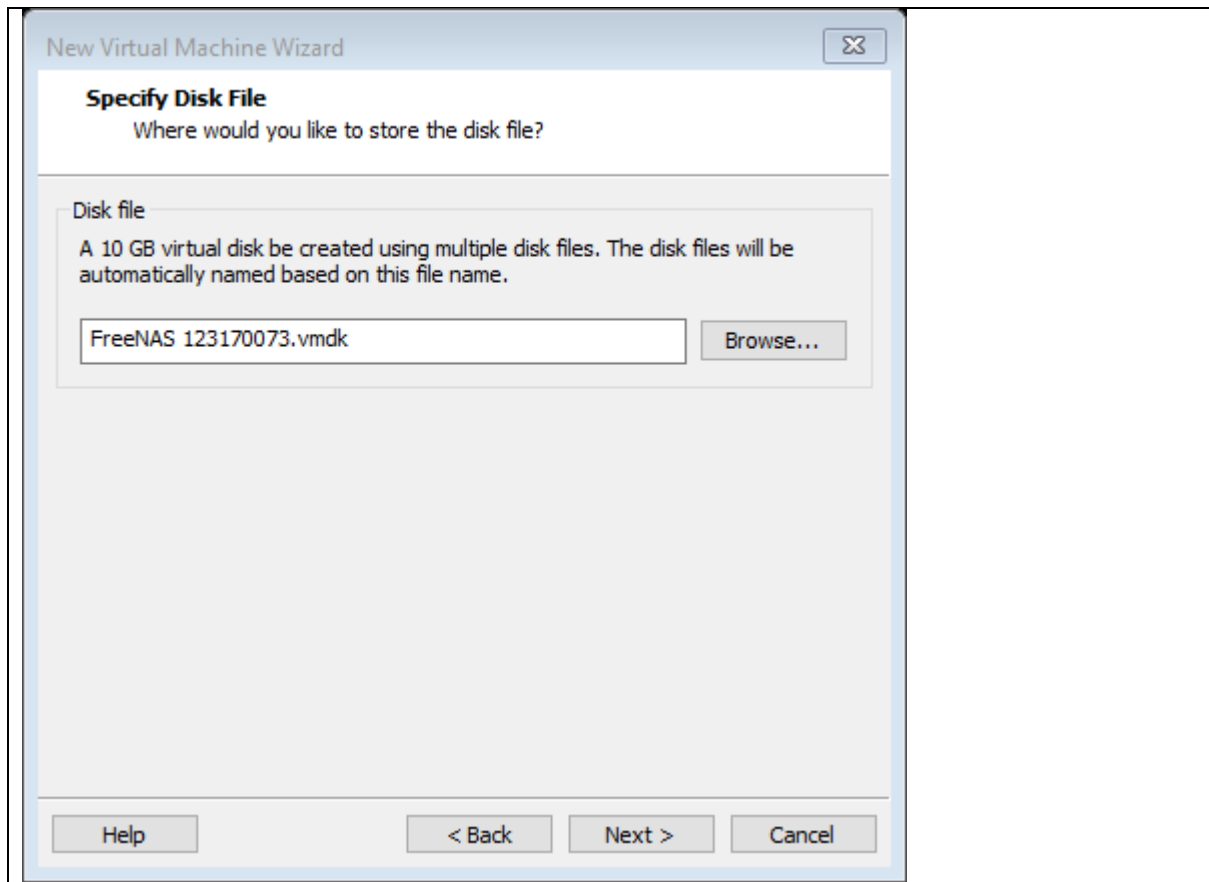 New Virtual Machine Wizard
Specify Disk File
Where would you like to store the disk file?
Disk file
A 10 GB virtual disk be created using multiple disk files. The disk files will be
automatically named based on this file name.
FreeNAS 123170073.vmdk
Browse...
Help
< Back
Next >
Cancel